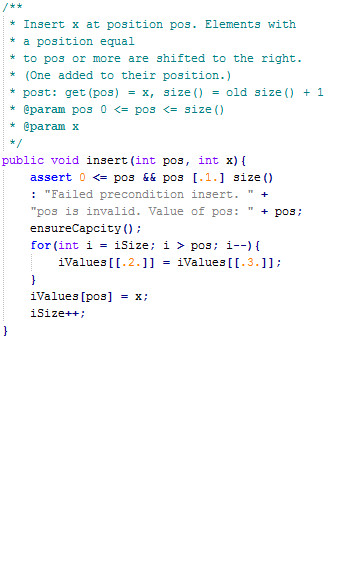 /**
 * Insert x at position pos. Elements with
 * a position equal
 * to pos or more are shifted to the right.
 * (One added to their position.)
 * post: get(pos) = x, size() = old size() + 1
 * @param pos 0 <= pos <= size()
 * @param x
 */
public void insert(int pos, int x){
    assert 0 <= pos && pos [.1.] size()
    : "Failed precondition insert. " +
    "pos is invalid. Value of pos: " + pos;
    ensureCapcity();
    for(int i = iSize; i > pos; i--){
        iValues[[.2.]] = iValues[[.3.]];
    }
    iValues[pos] = x;
    iSize++;
}